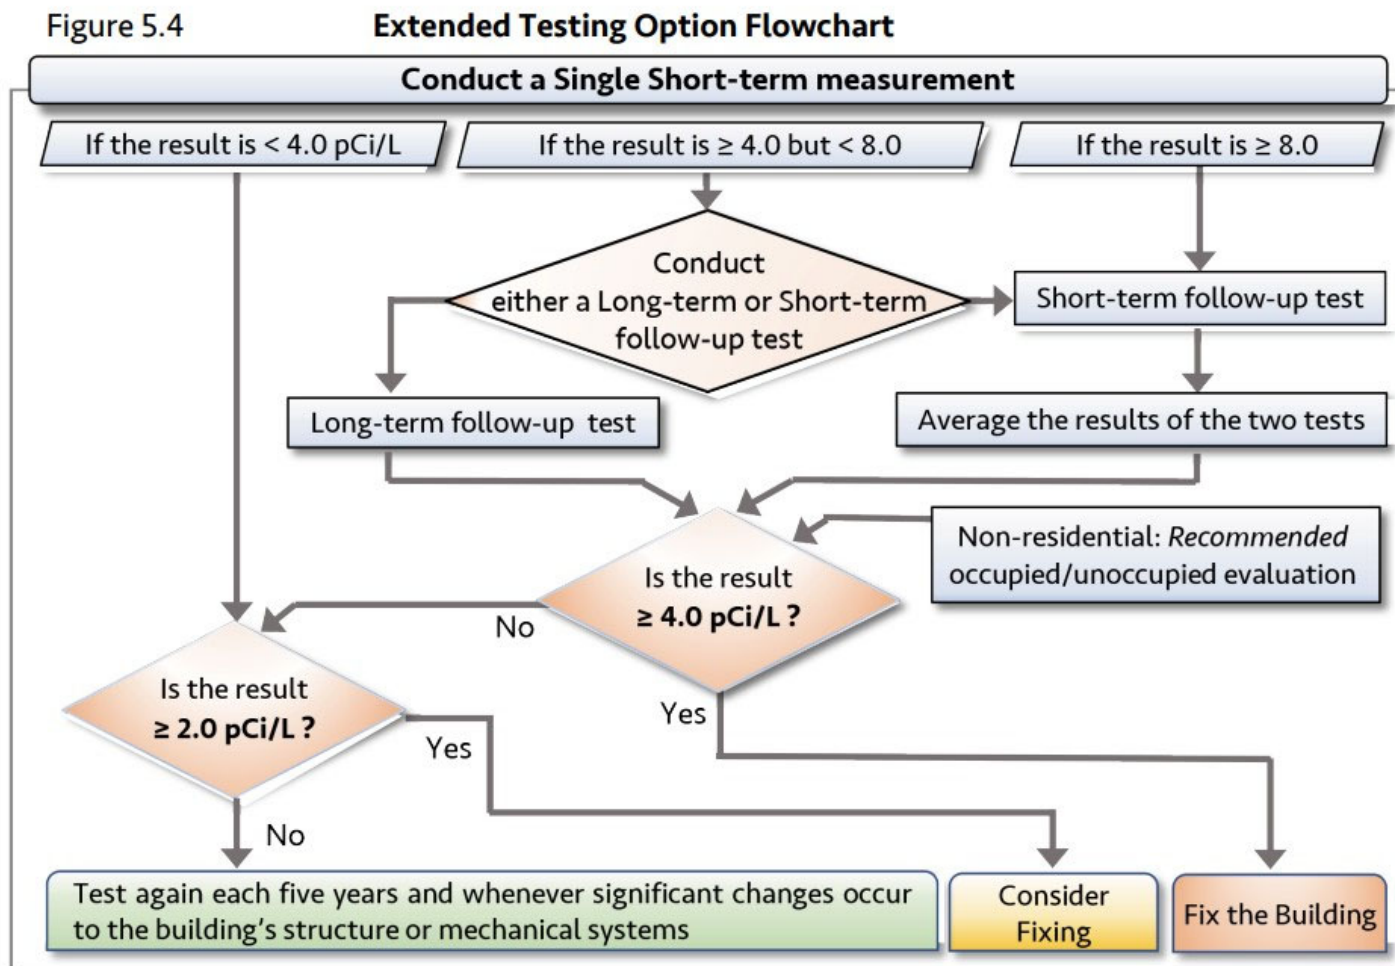 Figure 5.4 Extended Testing Option Flowchart
Conduct a Single Short-term measurement
If the result is < 4.0 pCi/L
If the result is ≥ 4.0 but < 8.0
If the result is ≥ 8.0
Conduct
either a Long-term or Short-term
follow-up test
Short-term follow-up test
Long-term follow-up test
Average the results of the two tests
Non-residential: Recommended
occupied/unoccupied evaluation
Is the result
≥ 4.0 pCi/L ?
No
Yes
Is the result
≥ 2.0 pCi/L ?
Yes
No
Test again each five years and whenever significant changes occur
to the building's structure or mechanical systems
Consider
Fixing
Fix the Building